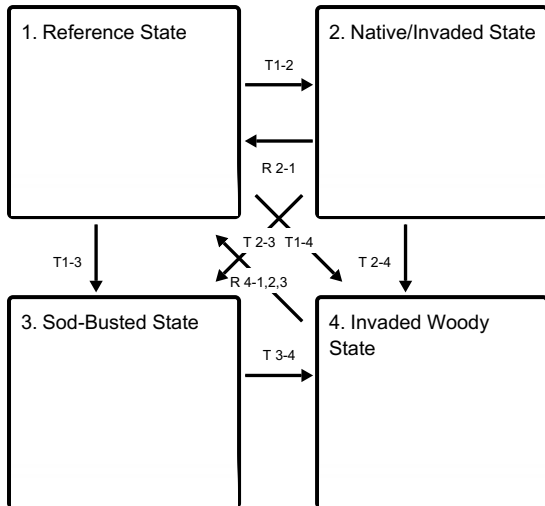 1. Reference State
2. Native/Invaded State
T1-2
R 2-1
T 2-3
T1-4
T1-3
T 2-4
R 4-1,2,3
3. Sod-Busted State
4. Invaded Woody
State
T 3-4